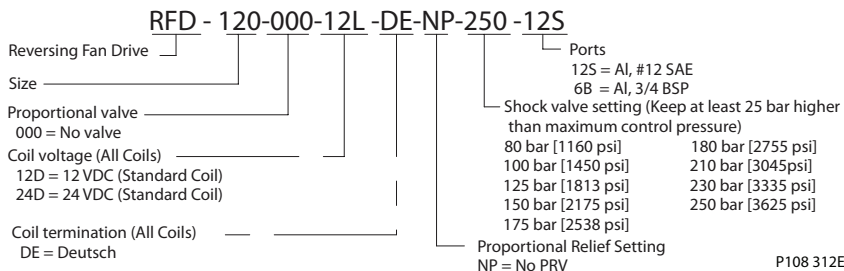 RFD - 120-000-12L -DE-NP-250 -12S
Reversing Fan Drive
Size
Proportional valve
000 = No valve
Coil voltage (All Coils)
12D = 12 VDC (Standard Coil)
24D = 24 VDC (Standard Coil)
Coil termination (All Coils)
DE = Deutsch
Ports
12S = Al, #12 SAE
6B = Al, 3/4 BSP
Shock valve setting (Keep at least 25 bar higher
than maximum control pressure)
80 bar [1160 psi] 180 bar [2755 psi]
100 bar [1450 psi] 210 bar [3045psi]
125 bar [1813 psi] 230 bar [3335 psi]
150 bar [2175 psi] 250 bar [3625 psi]
175 bar [2538 psi]
Proportional Relief Setting
NP = No PRV
P108 312E